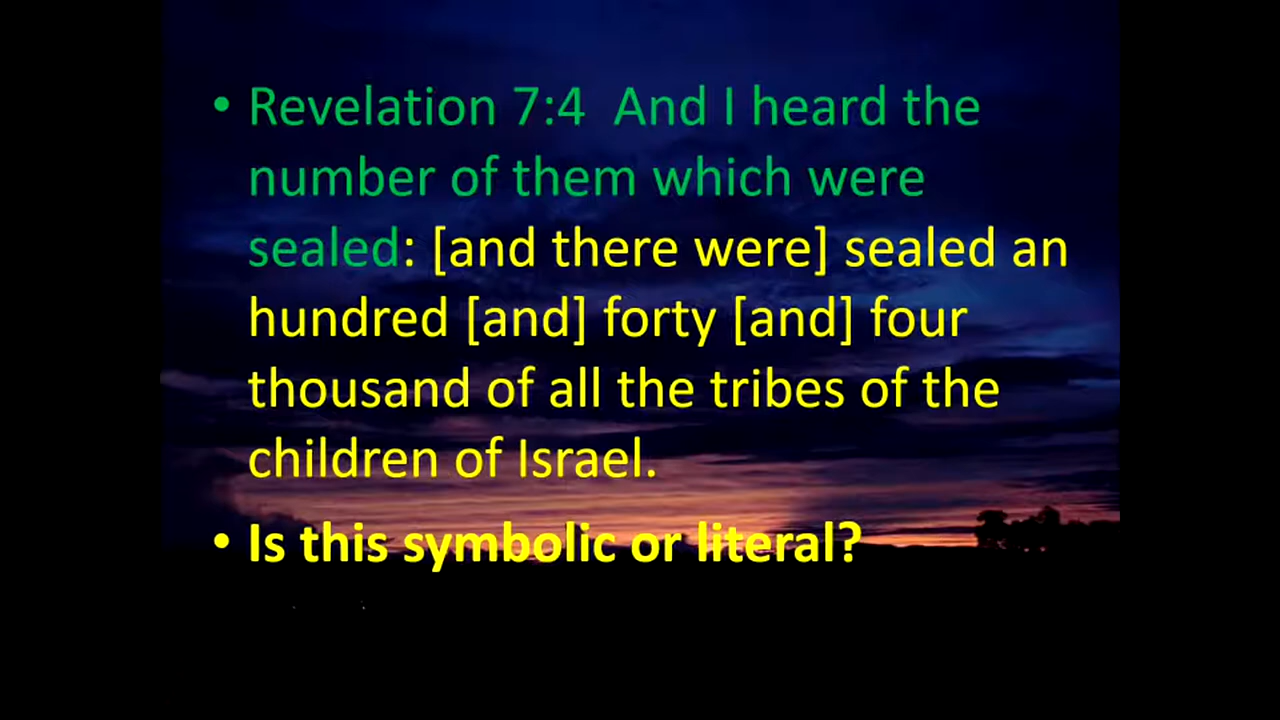 • Revelation 7:4  And I heard the
number of them which were
sealed: [and there were] sealed an
hundred [and] forty [and] four
thousand of all the tribes of the
children of Israel.
• Is this symbolic or literal?